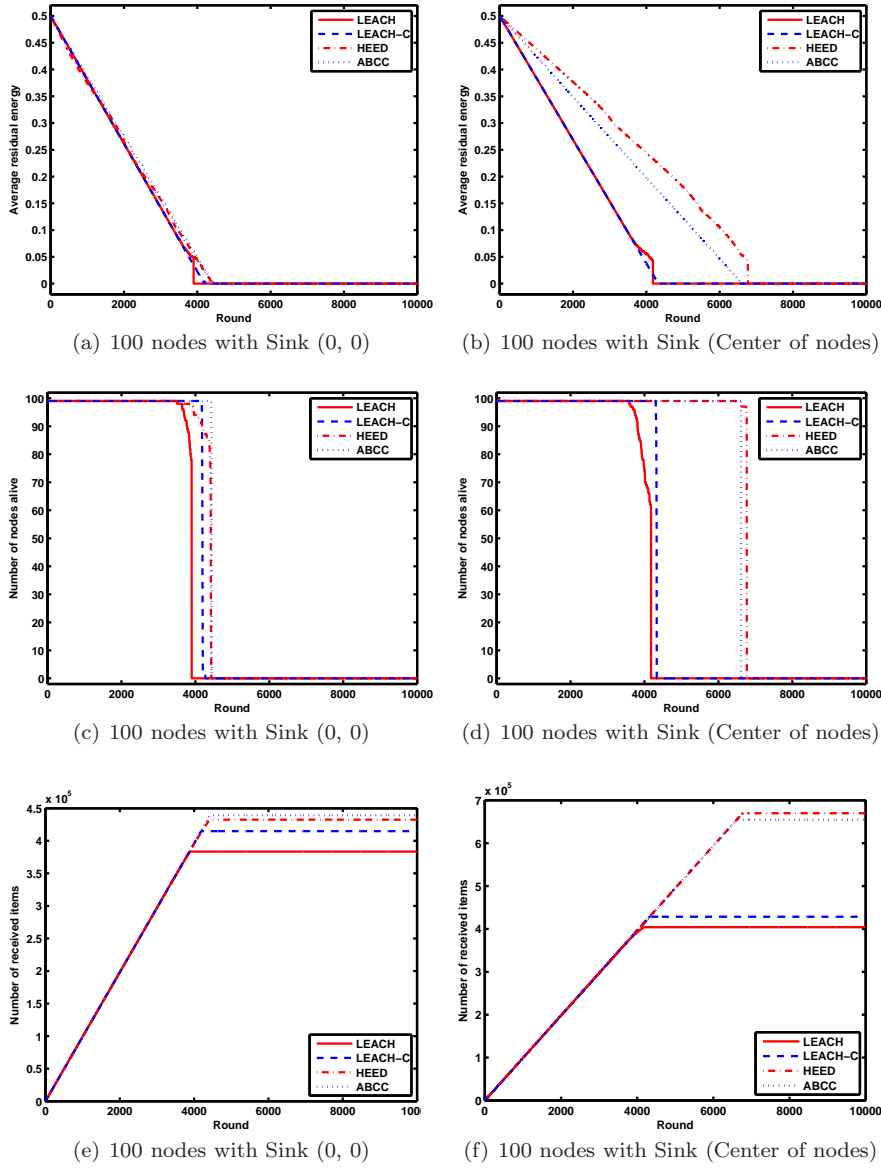 0.5
0.45
0.4
0.35
0.3
0.25
0.2
0.15
0.1
0.05
0
Average residual energy
0 2000 4000 6000 8000 10000
Round
LEACH
LEACH-C
HEED
ABCC
(a) 100 nodes with Sink (0, 0)
0.5
0.45
0.4
0.35
0.3
0.25
0.2
0.15
0.1
0.05
0
Average residual energy
0 2000 4000 6000 8000 10000
Round
LEACH
LEACH-C
HEED
ABCC
(b) 100 nodes with Sink (Center of nodes)
100
90
80
70
60
50
40
30
20
10
0
Number of nodes alive
0 2000 4000 6000 8000 10000
Round
LEACH
LEACH-C
HEED
ABCC
(c) 100 nodes with Sink (0, 0)
100
90
80
70
60
50
40
30
20
10
0
Number of nodes alive
0 2000 4000 6000 8000 10000
Round
LEACH
LEACH-C
HEED
ABCC
(d) 100 nodes with Sink (Center of nodes)
x 10^5
4.5
4
3.5
3
2.5
2
1.5
1
0.5
0
Number of received items
0 2000 4000 6000 8000
Round
LEACH
LEACH-C
HEED
ABCC
(e) 100 nodes with Sink (0, 0)
x 10^5
7
6
5
4
3
2
1
0
Number of received items
0 2000 4000 6000 8000 10000
Round
LEACH
LEACH-C
HEED
ABCC
(f) 100 nodes with Sink (Center of nodes)